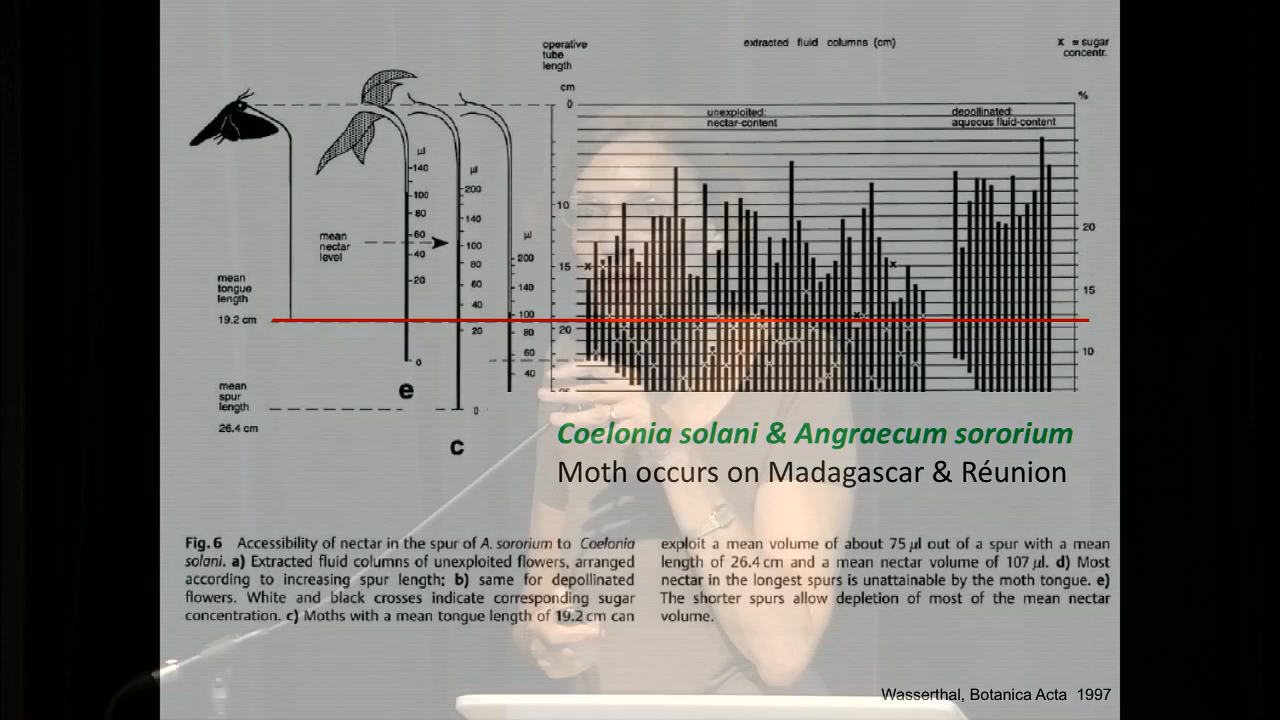 operative
tube
length
cm
extracted fluid columns (cm)
x = sugar
concentr.
%
0
unexploited:
nectar-content
depollinated:
aqueous fluid-content
µl
140
100
80
60
40
20
0
µl
200
140
100
80
60
40
20
0
µl
200
140
100
80
60
40
10
15
20
25
20
15
10
mean
nectar
level
mean
tongue
length
19.2 cm
mean
spur
length
26.4 cm
e
c
Coelonia solani & Angraecum sororium
Moth occurs on Madagascar & Réunion
Fig.6 Accessibility of nectar in the spur of A. sororium to Coelonia
solani. a) Extracted fluid columns of unexploited flowers, arranged
according to increasing spur length; b) same for depollinated
flowers. White and black crosses indicate corresponding sugar
concentration. c) Moths with a mean tongue length of 19.2 cm can
exploit a mean volume of about 75 µl out of a spur with a mean
length of 26.4 cm and a mean nectar volume of 107 µl. d) Most
nectar in the longest spurs is unattainable by the moth tongue. e)
The shorter spurs allow depletion of most of the mean nectar
volume.
Wasserthal, Botanica Acta 1997